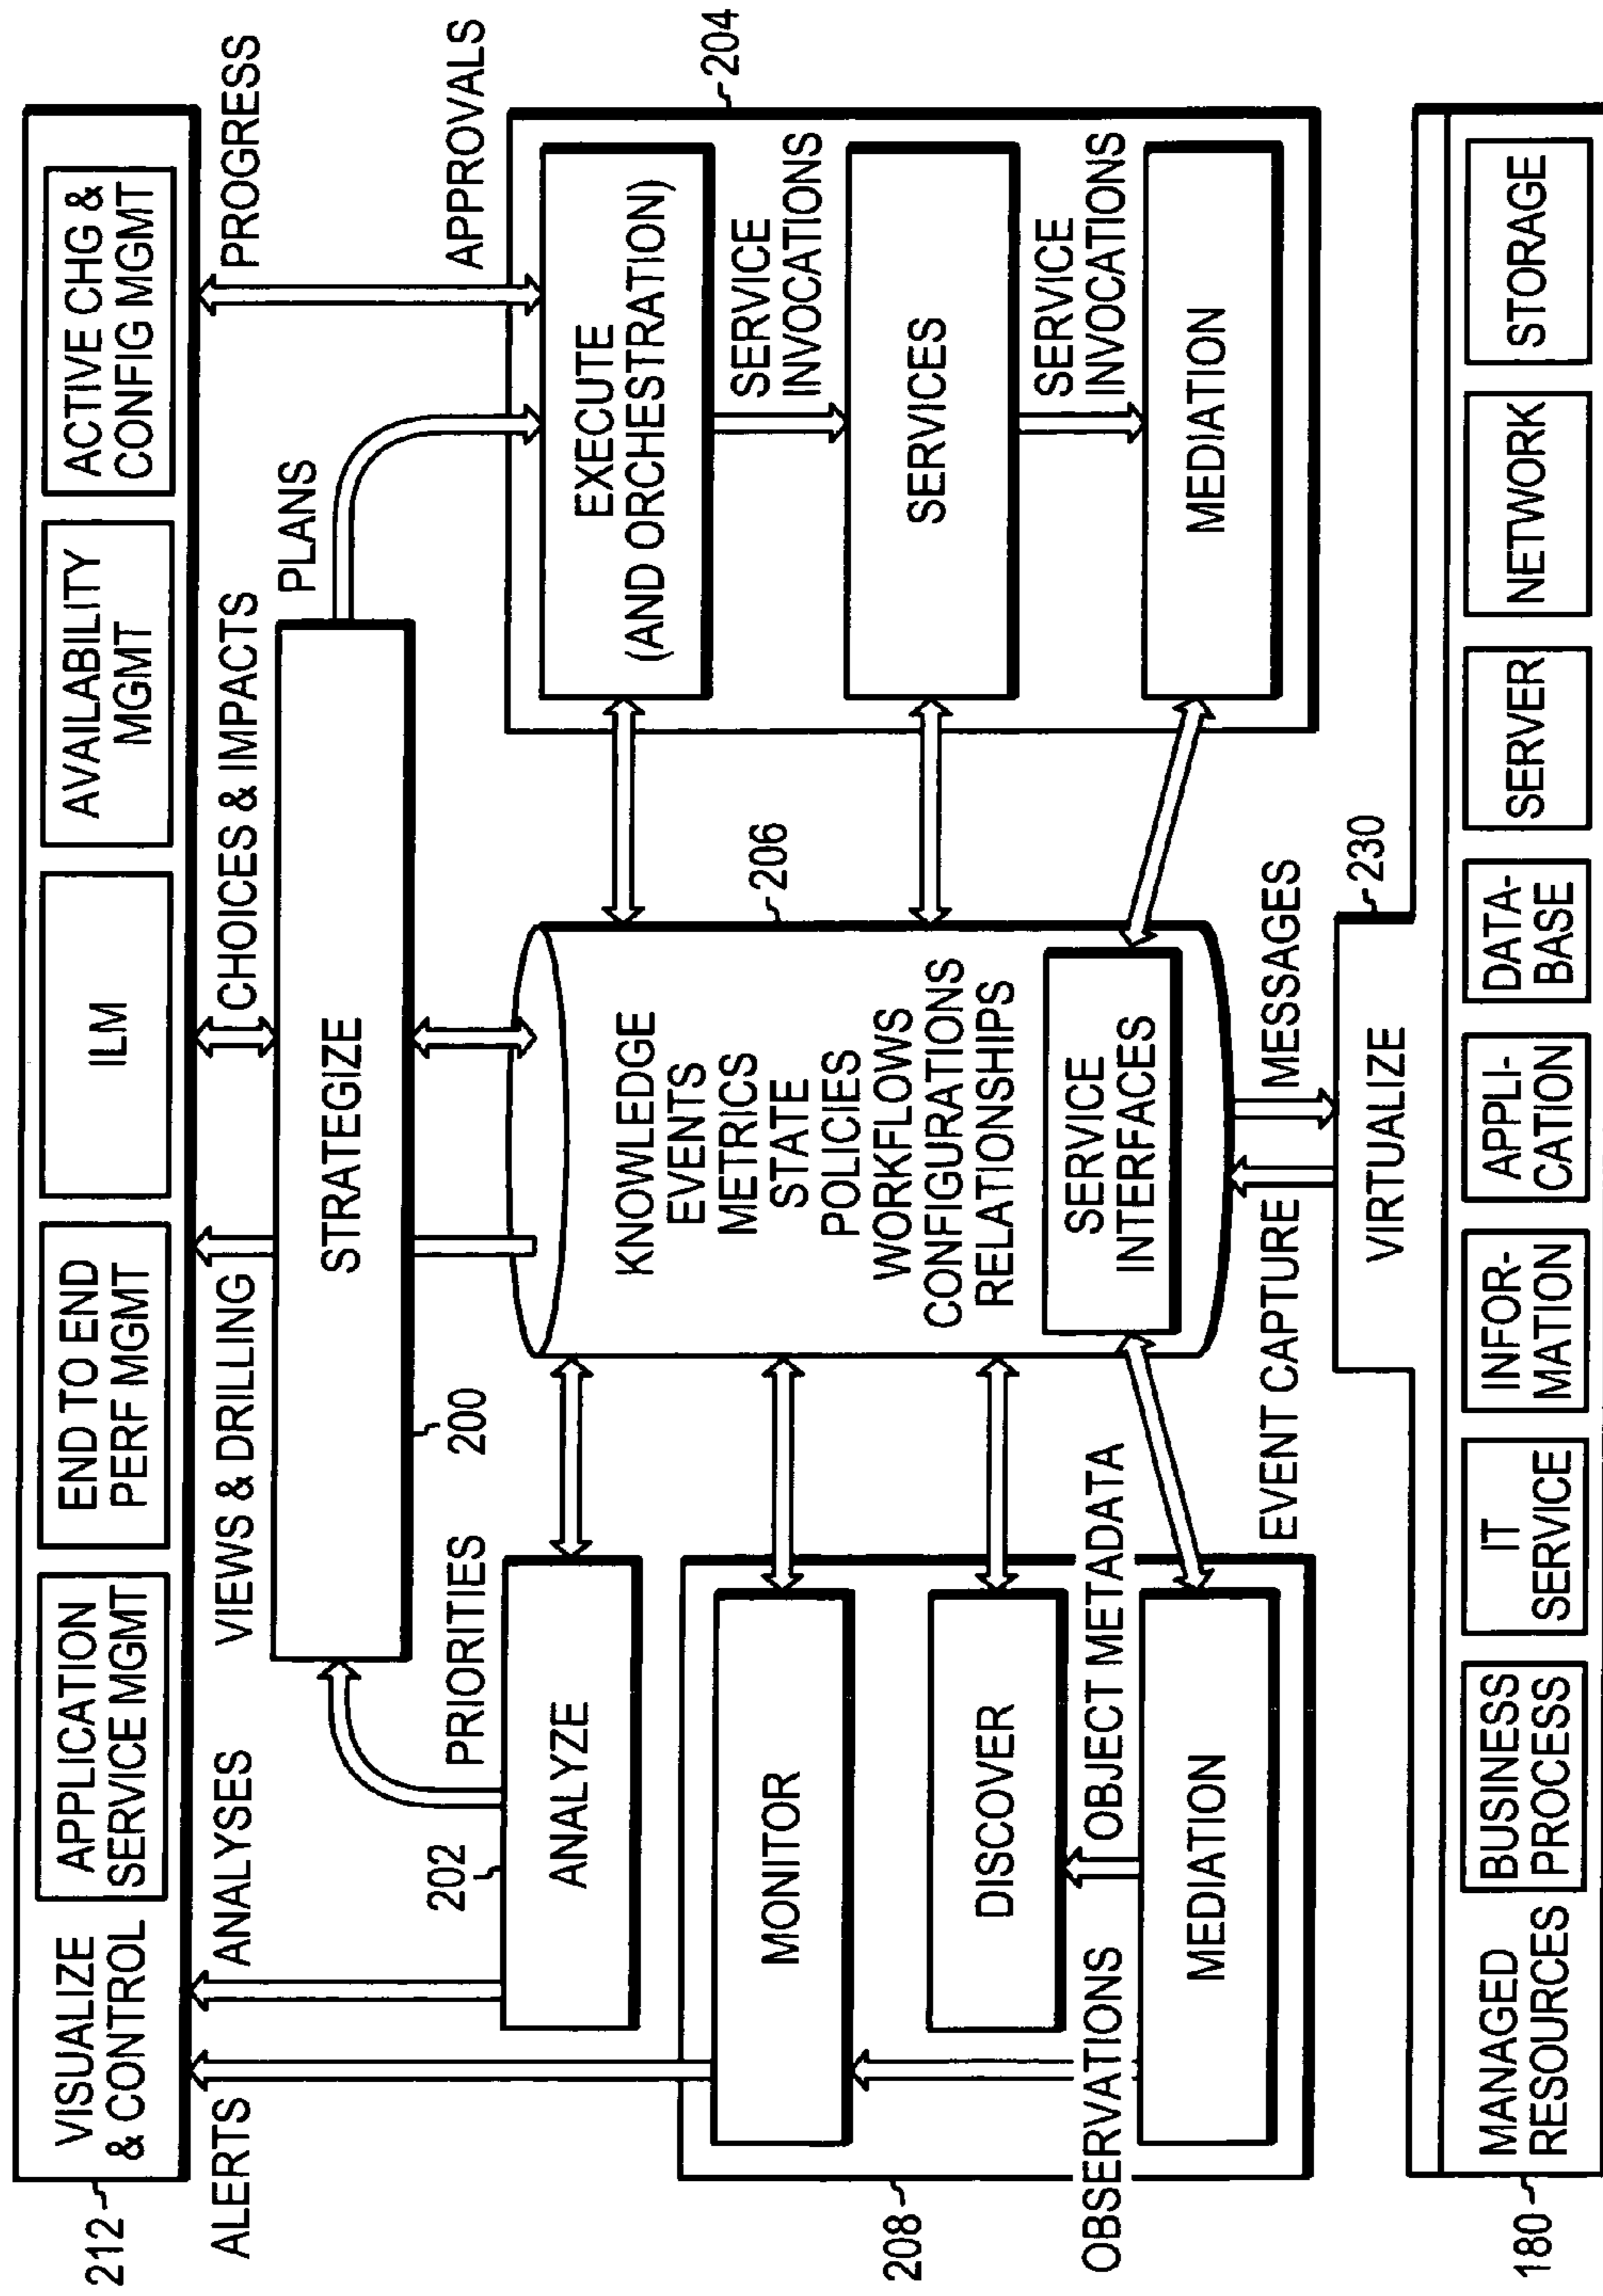 212
VISUALIZE
& CONTROL
APPLICATION
SERVICE MGMT
END TO END
PERF MGMT
ILM
AVAILABILITY
MGMT
ACTIVE CHG &
CONFIG MGMT
ALERTS
ANALYSES
VIEWS & DRILLING
CHOICES & IMPACTS
PROGRESS
STRATEGIZE
PLANS
200
202
PRIORITIES
APPROVALS
ANALYZE
208
MONITOR
DISCOVER
OBSERVATIONS
OBJECT METADATA
MEDIATION
206
KNOWLEDGE
EVENTS
METRICS
STATE
POLICIES
WORKFLOWS
CONFIGURATIONS
RELATIONSHIPS
SERVICE
INTERFACES
204
EXECUTE
(AND ORCHESTRATION)
SERVICE
INVOCATIONS
SERVICES
SERVICE
INVOCATIONS
MEDIATION
EVENT CAPTURE
MESSAGES
VIRTUALIZE
230
180
MANAGED
RESOURCES
BUSINESS
PROCESS
IT
SERVICE
INFOR-
MATION
APPLI-
CATION
DATA-
BASE
SERVER
NETWORK
STORAGE